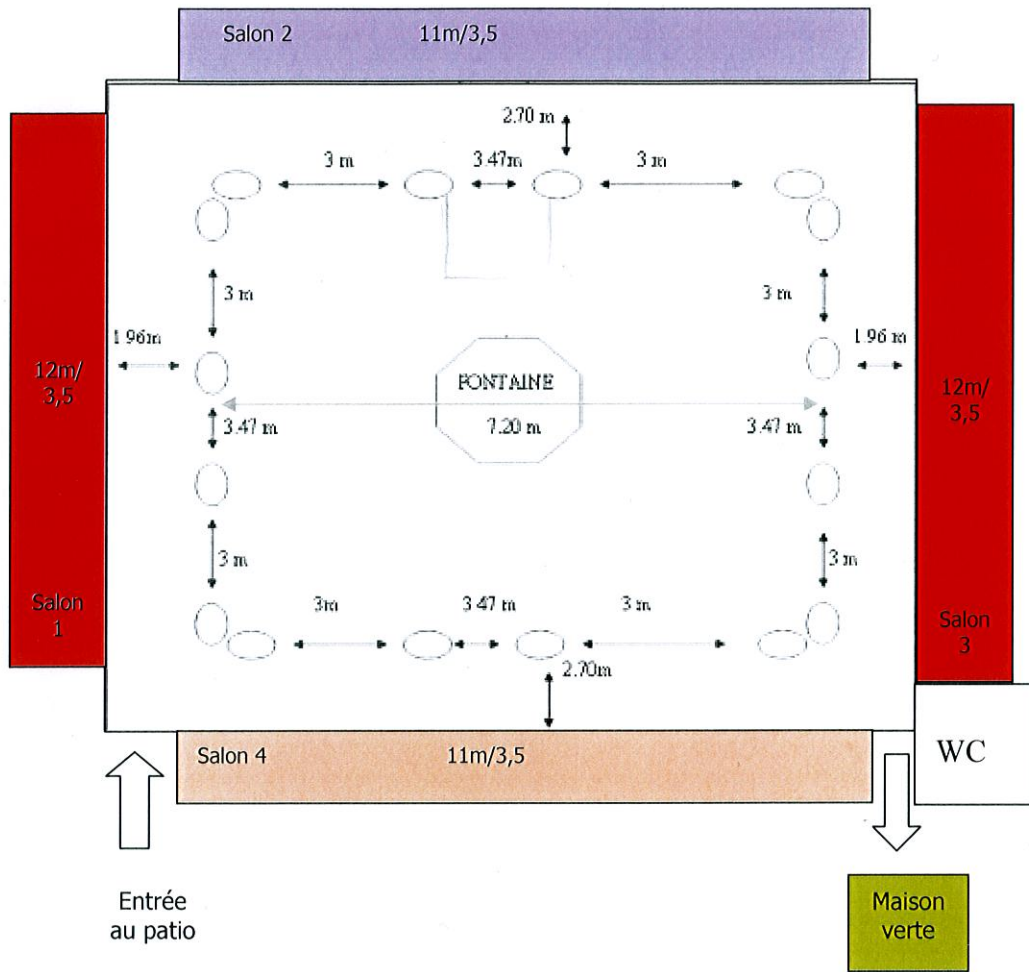 Salon 2 11m/3,5
2.70 m
3 m 3.47m 3 m
3 m 3 m
1.96m 1.96 m
12m/
3,5
FONTAINE
12m/
3,5
7.20 m
3.47 m 3.47 m
3 m 3 m
Salon
1
3m 3.47 m 3 m
Salon
3
2.70m
Salon 4 11m/3,5
WC
Entrée
au patio
Maison
verte